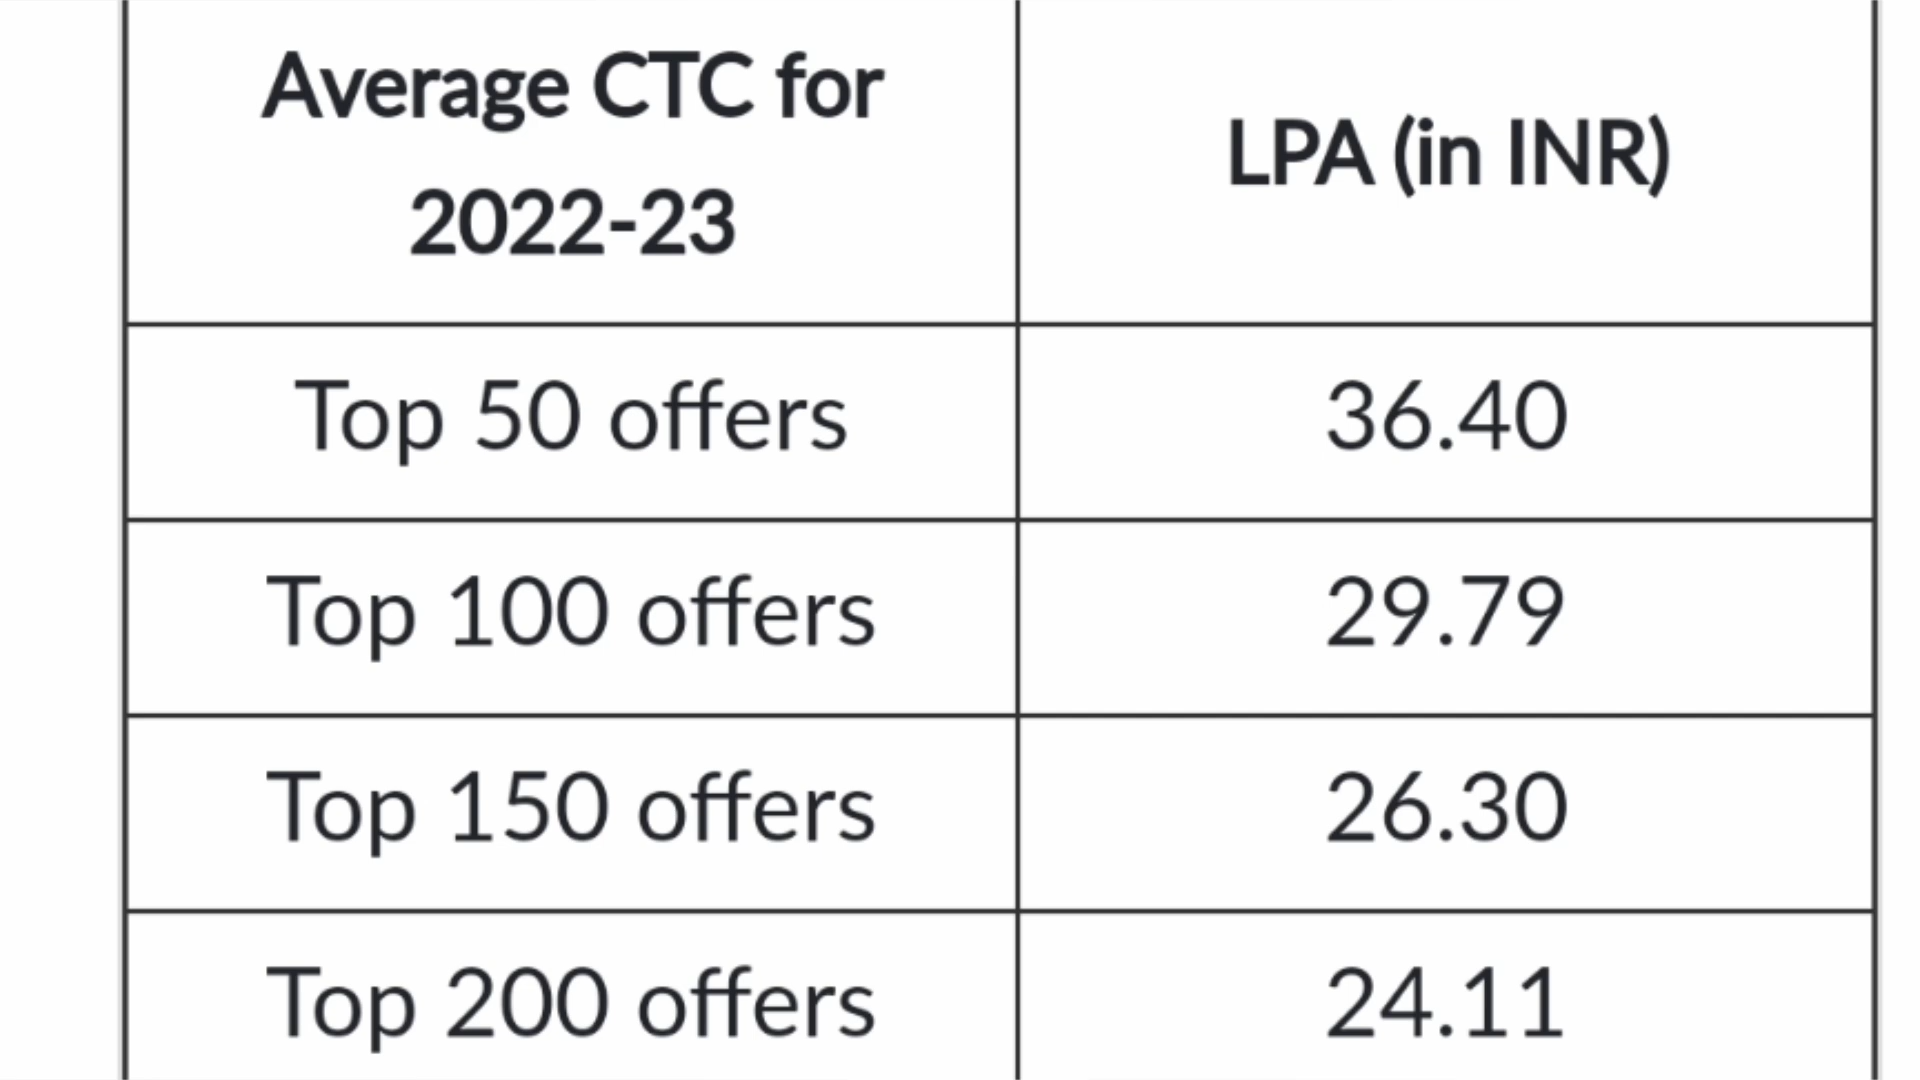 Average CTC for
2022-23
LPA (in INR)
Top 50 offers
36.40
Top 100 offers
29.79
Top 150 offers
26.30
Top 200 offers
24.11